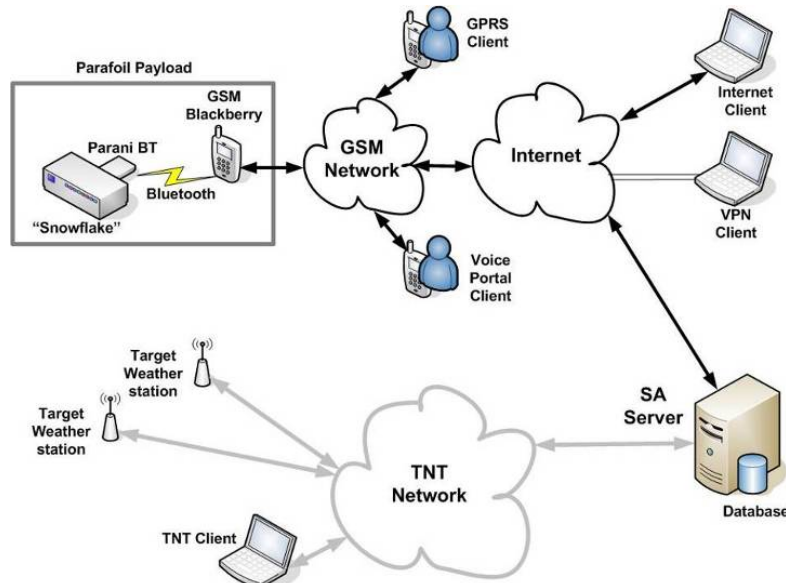 Parafoil Payload
GSM
Blackberry
Parani BT
Bluetooth
“Snowflake”
GPRS
Client
GSM
Network
Voice
Portal
Client
Internet
Internet
Client
VPN
Client
Target
Weather
station
Target
Weather
station
TNT
Network
TNT Client
SA
Server
Database